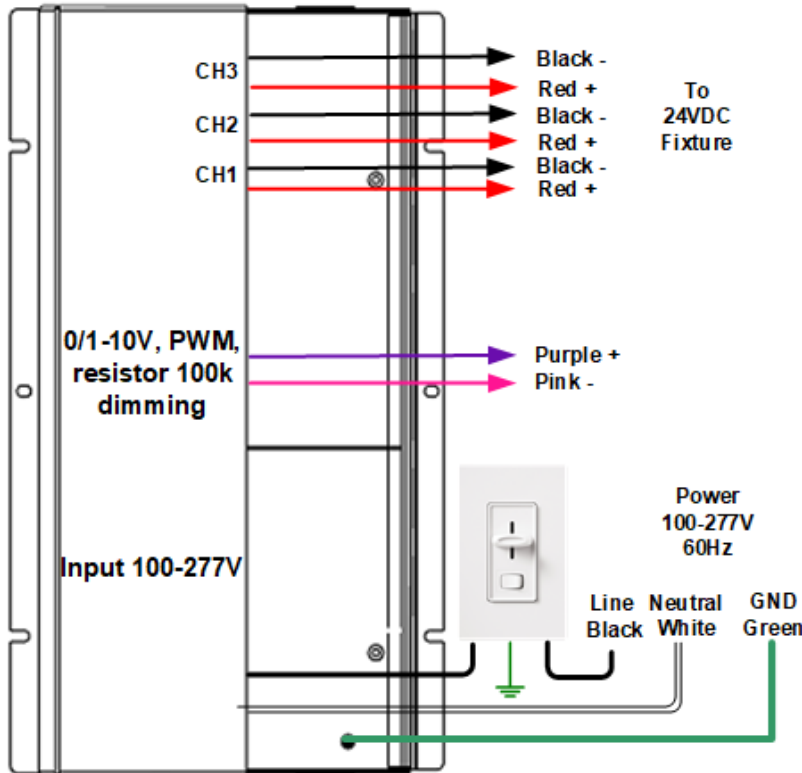 CH3
Black -
Red +
CH2
Black -
Red +
CH1
Black -
Red +
To
24VDC
Fixture
0/1-10V, PWM,
resistor 100k
dimming
Purple +
Pink -
Input 100-277V
Power
100-277V
60Hz
Line
Black
Neutral
White
GND
Green